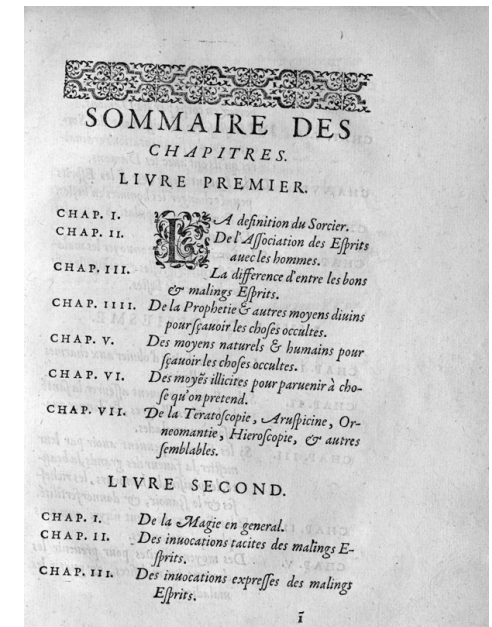 SOMMAIRE DES
CHAPITRES.
LIVRE PREMIER.
CHAP. I. LA definition du Sorcier.
CHAP. II. De l'Aſſociation des Eſprits
auec les hommes.
CHAP. III. La difference d'entre les bons
& malings Eſprits.
CHAP. IIII. De la Prophetie & autres moyens diuins
pour ſçauoir les choſes occultes.
CHAP. V. Des moyens naturels & humains pour
ſçauoir les choſes occultes.
CHAP. VI. Des moyẽs illicites pour paruenir à cho-
ſe qu'on pretend.
CHAP. VII. De la Teratoſcopie, Aruſpicine, Or-
neomantie, Hieroſcopie, & autres
ſemblables.
LIVRE SECOND.
CHAP. I. De la Magie en general.
CHAP. II. Des inuocations tacites des malings E-
ſprits.
CHAP. III. Des inuocations expreſſes des malings
Eſprits.
ĩ